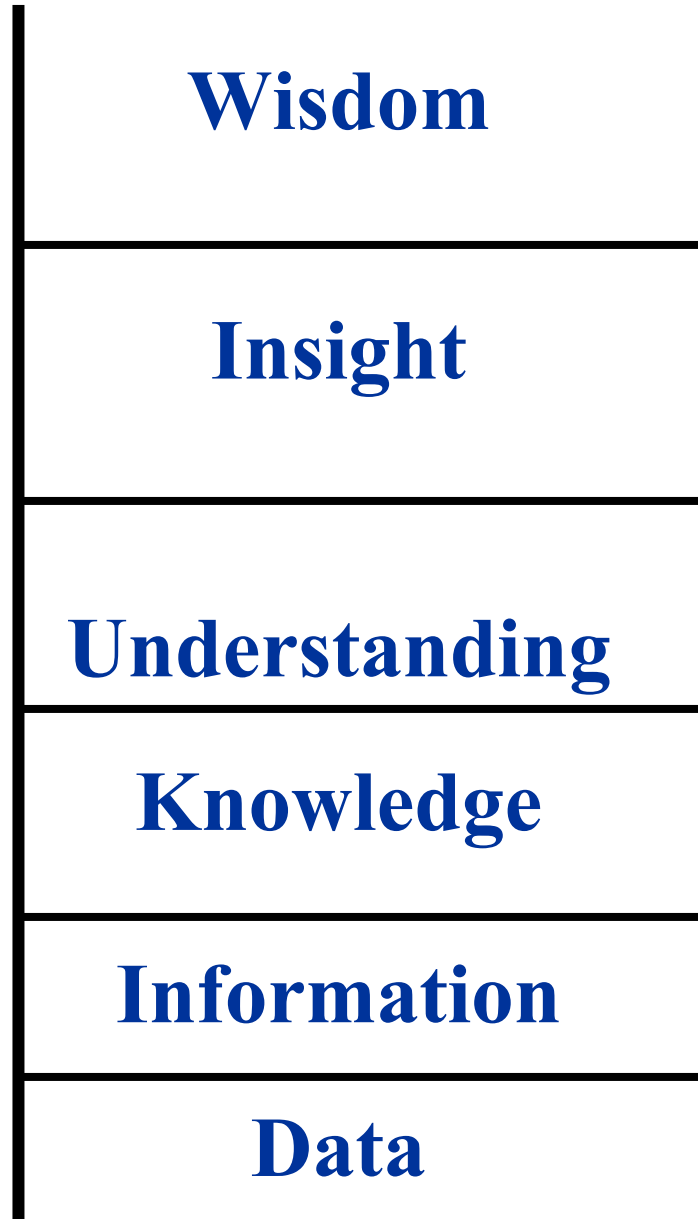 Wisdom
Insight
Understanding
Knowledge
Information
Data